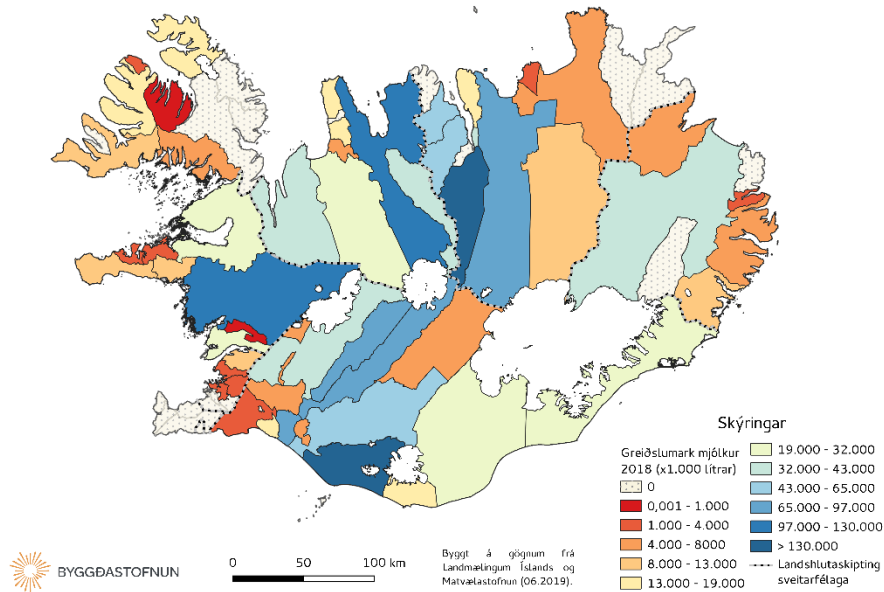 Skýringar
Greiðslumark mjólkur
2018 (x1.000 lítrar)
0
0,001 - 1.000
1.000 - 4.000
4.000 - 8000
8.000 - 13.000
13.000 - 19.000
19.000 - 32.000
32.000 - 43.000
43.000 - 65.000
65.000 - 97.000
97.000 - 130.000
> 130.000
Landshlutaskipting
sveitarfélaga
BYGGÐASTOFNUN
0 50 100 km
Byggt á gögnum frá
Landmælingum Íslands og
Matvælastofnun (06.2019).